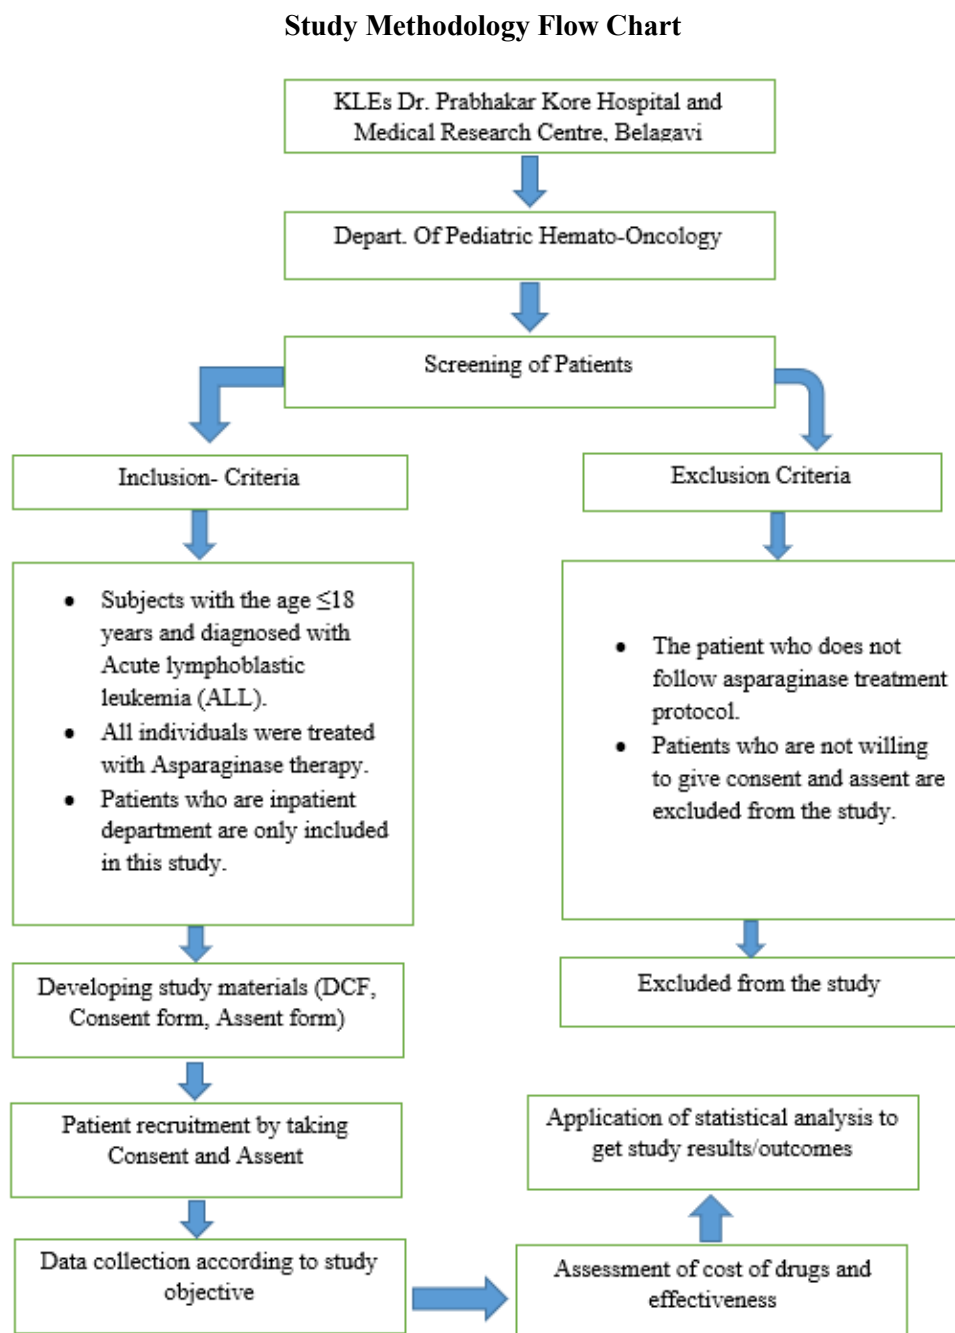 Study Methodology Flow Chart
KLEs Dr. Prabhakar Kore Hospital and
Medical Research Centre, Belagavi
Depart. Of Pediatric Hemato-Oncology
Screening of Patients
Inclusion- Criteria
Exclusion Criteria
• Subjects with the age ≤18
years and diagnosed with
Acute lymphoblastic
leukemia (ALL).
• All individuals were treated
with Asparaginase therapy.
• Patients who are inpatient
department are only included
in this study.
• The patient who does not
follow asparaginase treatment
protocol.
• Patients who are not willing
to give consent and assent are
excluded from the study.
Developing study materials (DCF,
Consent form, Assent form)
Excluded from the study
Patient recruitment by taking
Consent and Assent
Data collection according to study
objective
Assessment of cost of drugs and
effectiveness
Application of statistical analysis to
get study results/outcomes